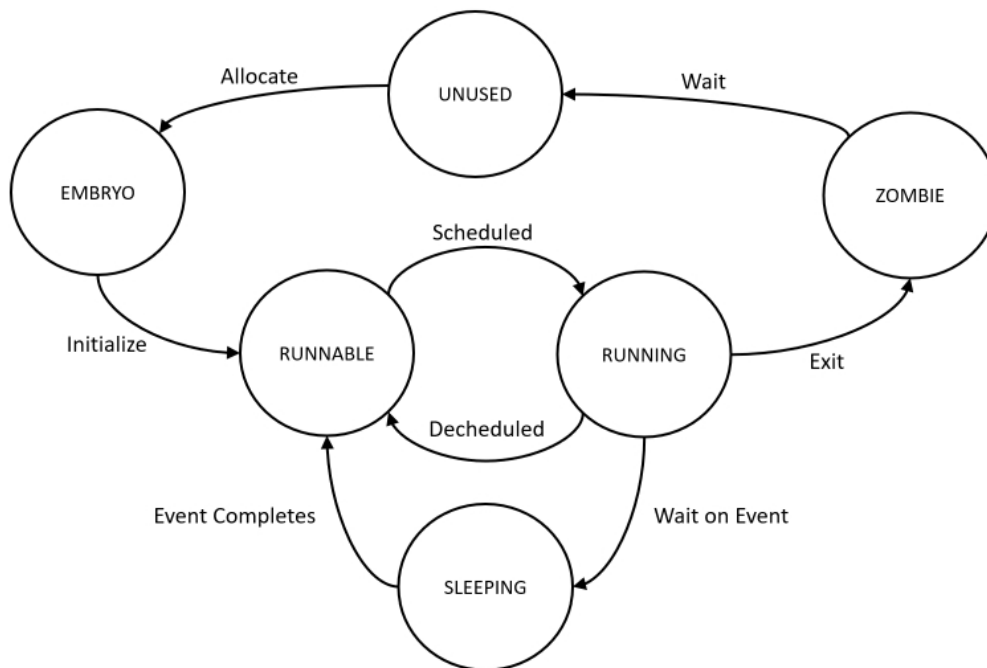 Allocate
UNUSED
Wait
EMBRYO
ZOMBIE
Scheduled
Initialize
RUNNABLE
RUNNING
Exit
Decheduled
Event Completes
Wait on Event
SLEEPING